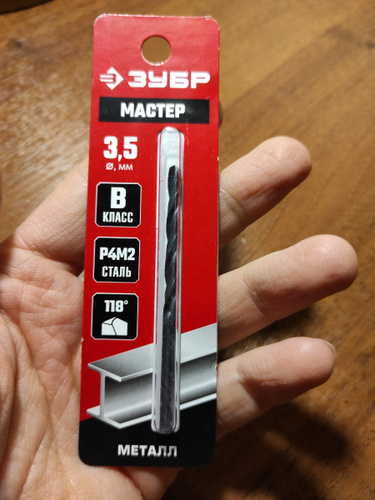 ЗУБР
МАСТЕР
3,5
Ø, ММ
В
КЛАСС
Р4М2
СТАЛЬ
118°
МЕТАЛЛ